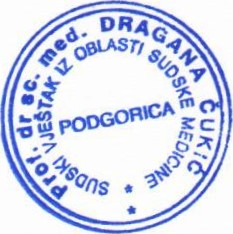 Prof. dr sc. med. DRAGANA ČUKIĆ
SUDSKI VJEŠTAK IZ OBLASTI SUDSKE MEDICINE
PODGORICA